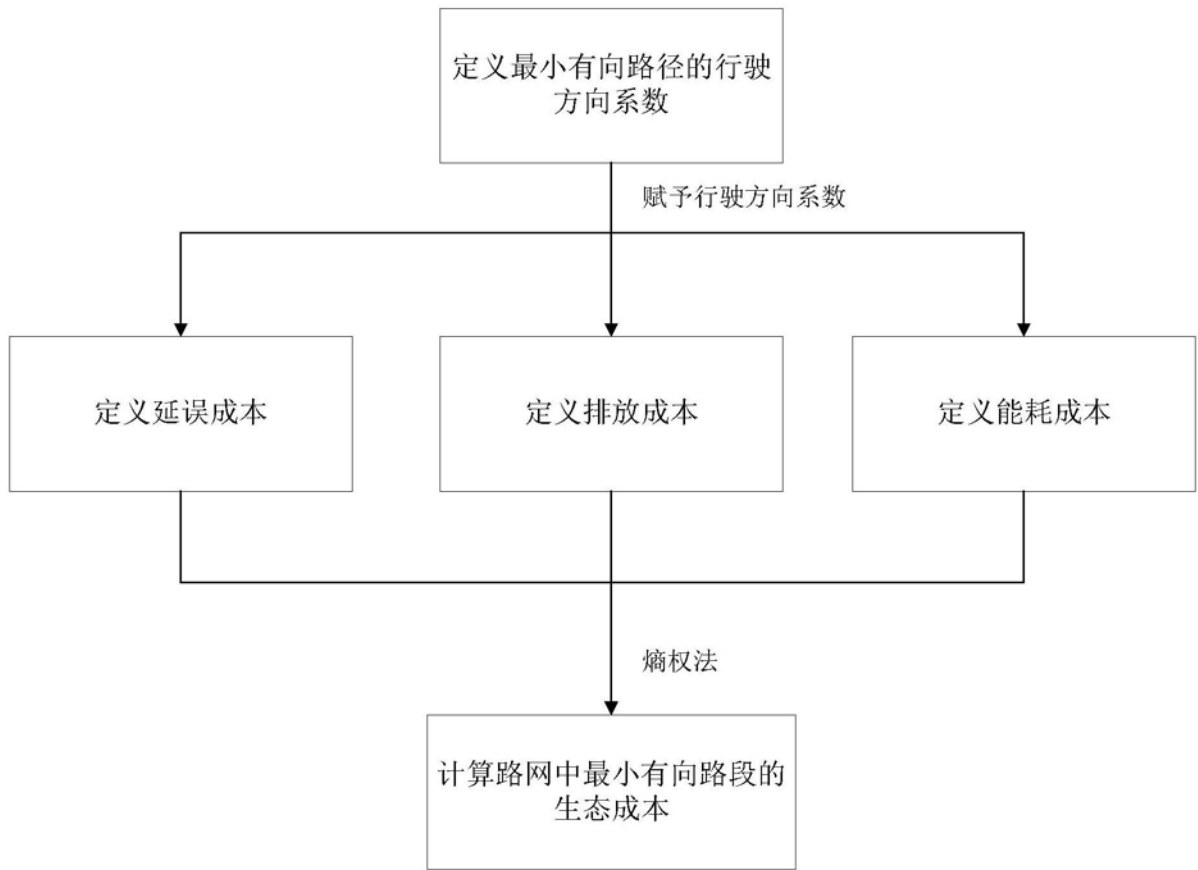 定义最小有向路径的行驶
方向系数
赋予行驶方向系数
定义延误成本
定义排放成本
定义能耗成本
熵权法
计算路网中最小有向路段的
生态成本